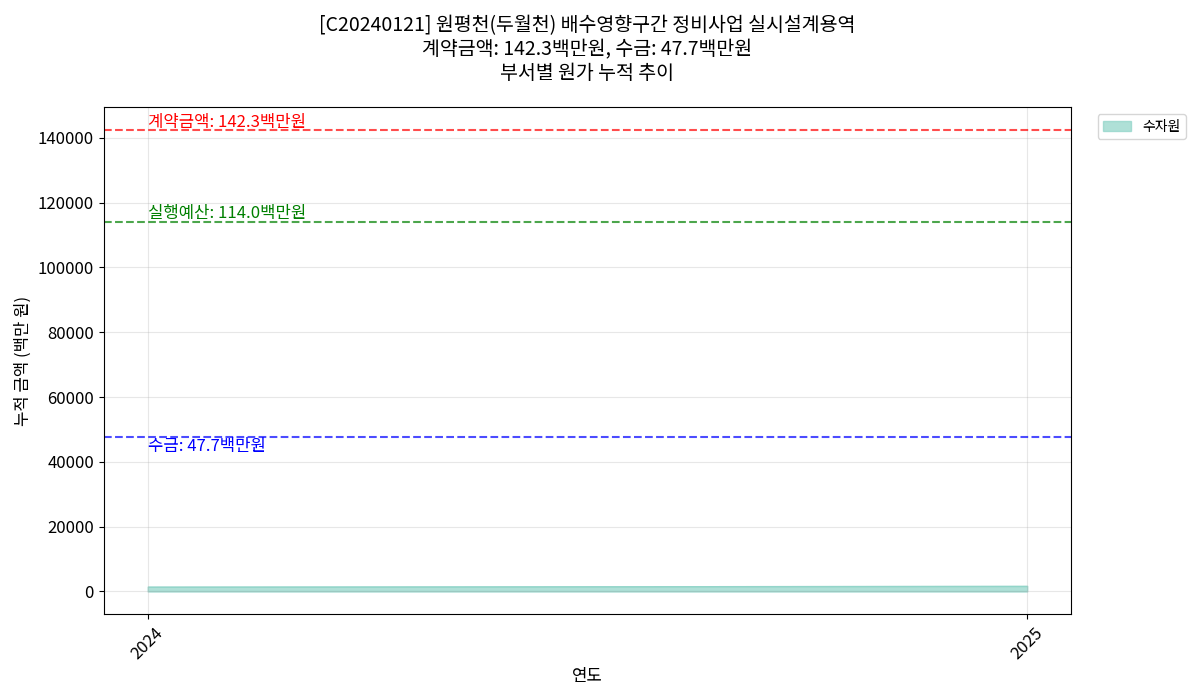 [C20240121] 원평천(두월천) 배수영향구간 정비사업 실시설계용역
계약금액: 142.3백만원, 수금: 47.7백만원
부서별 원가 누적 추이
계약금액: 142.3백만원
수자원
140000
실행예산: 114.0백만원
120000
100000
80000
누적 금액 (백만 원)
60000
수금: 47.7백만원
40000
20000
0
2024
2025
연도